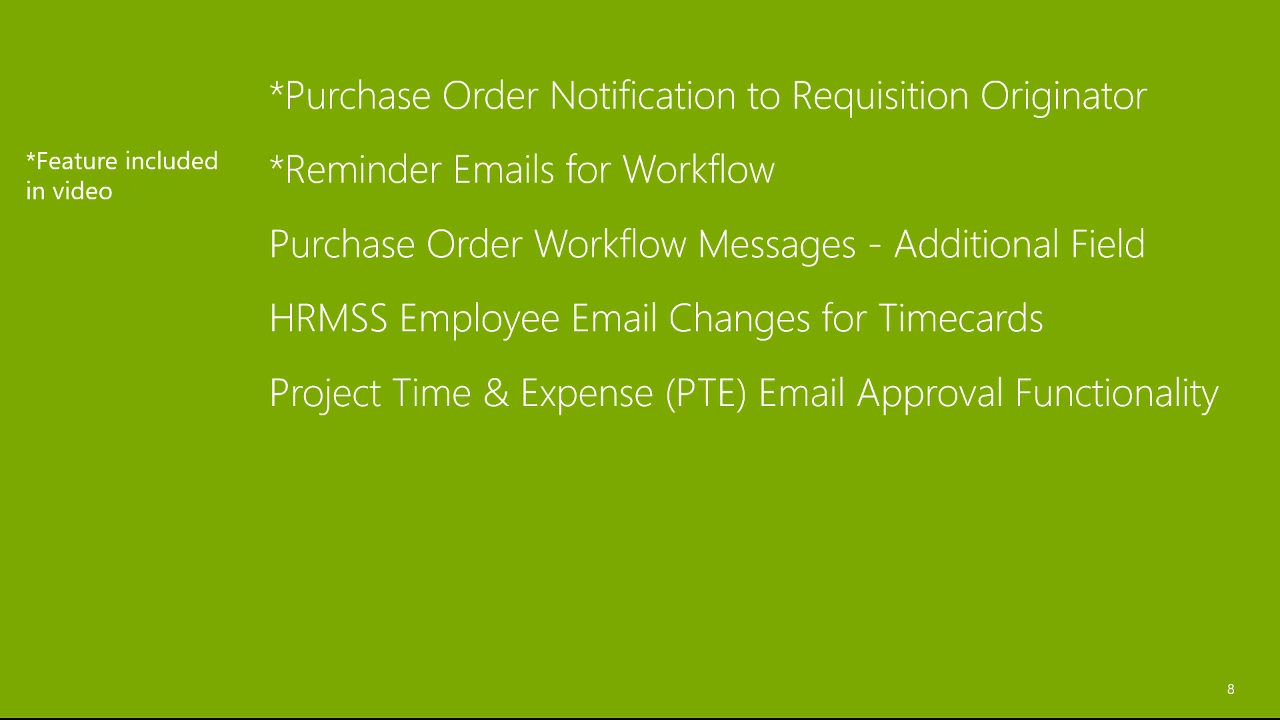 *Purchase Order Notification to Requisition Originator
*Feature included
in video
*Reminder Emails for Workflow
Purchase Order Workflow Messages - Additional Field
HRMSS Employee Email Changes for Timecards
Project Time & Expense (PTE) Email Approval Functionality
8